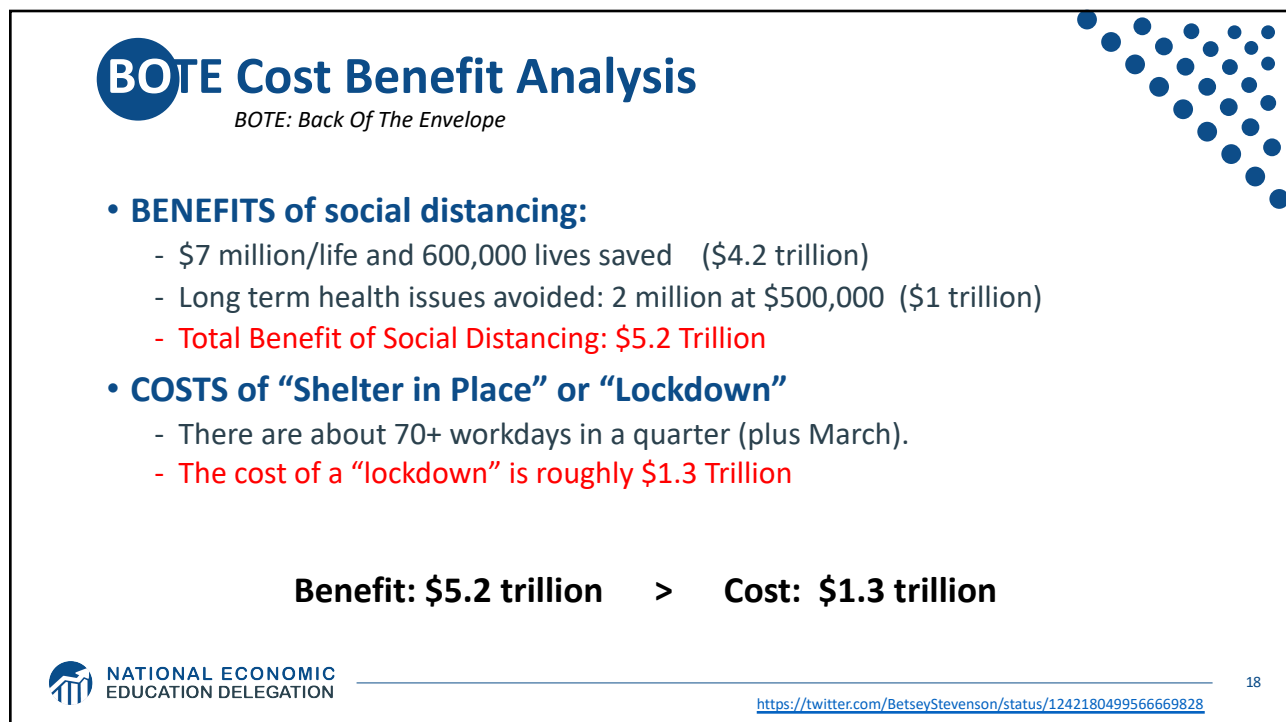 BOTE Cost Benefit Analysis
BOTE: Back Of The Envelope
• BENEFITS of social distancing:
- $7 million/life and 600,000 lives saved ($4.2 trillion)
- Long term health issues avoided: 2 million at $500,000 ($1 trillion)
- Total Benefit of Social Distancing: $5.2 Trillion
• COSTS of “Shelter in Place” or “Lockdown”
- There are about 70+ workdays in a quarter (plus March).
- The cost of a “lockdown” is roughly $1.3 Trillion
Benefit: $5.2 trillion > Cost: $1.3 trillion
NATIONAL ECONOMIC
EDUCATION DELEGATION
18
https://twitter.com/BetseyStevenson/status/1242180499566669828